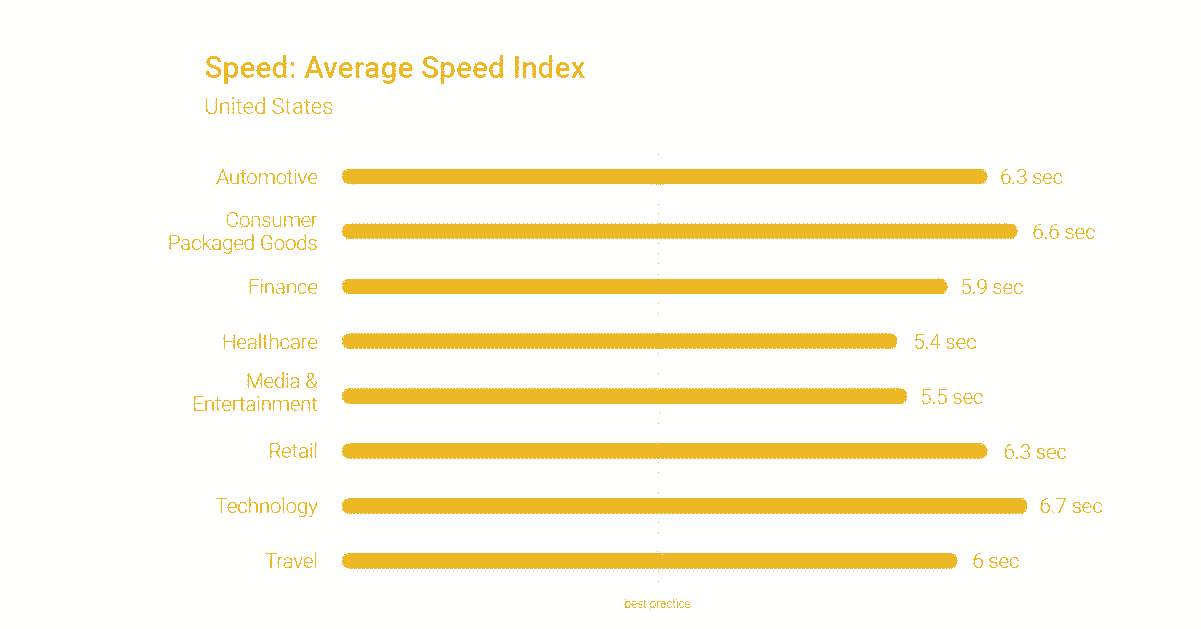 Speed: Average Speed Index
United States
Automotive 6.3 sec
Consumer
Packaged Goods 6.6 sec
Finance 5.9 sec
Healthcare 5.4 sec
Media &
Entertainment 5.5 sec
Retail 6.3 sec
Technology 6.7 sec
Travel 6 sec
best practice